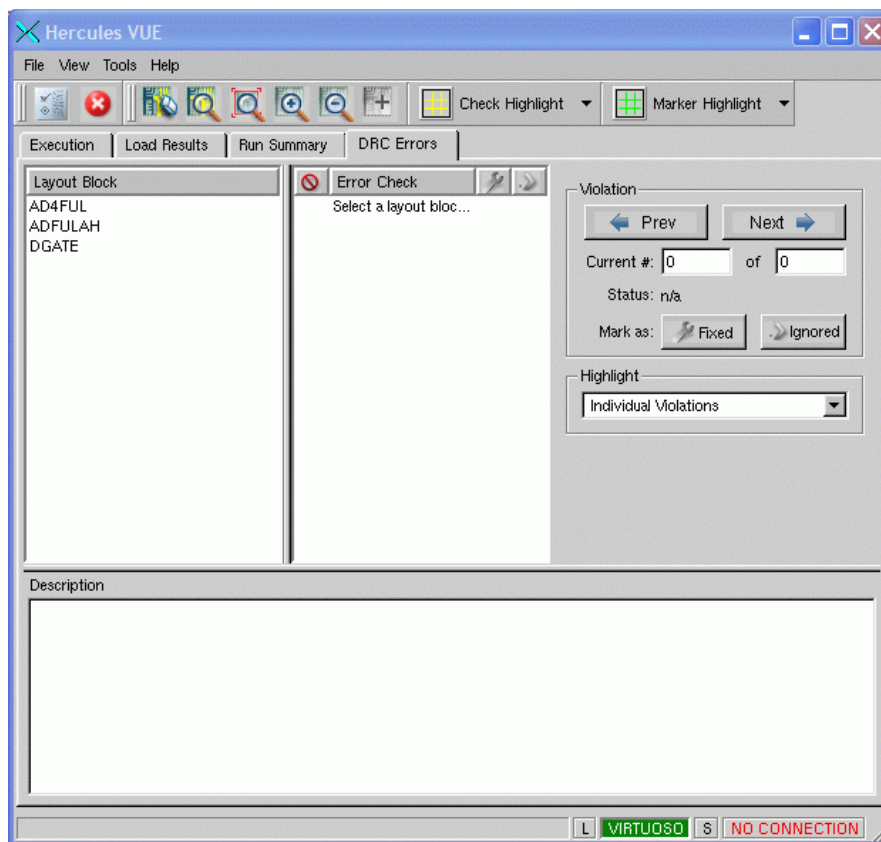 Hercules VUE
File View Tools Help
Check Highlight Marker Highlight
Execution Load Results Run Summary DRC Errors
Layout Block
AD4FUL
ADFULAH
DGATE
Error Check
Select a layout bloc...
Violation
Prev Next
Current #: 0 of 0
Status: n/a
Mark as: Fixed Ignored
Highlight
Individual Violations
Description
L VIRTUOSO S NO CONNECTION